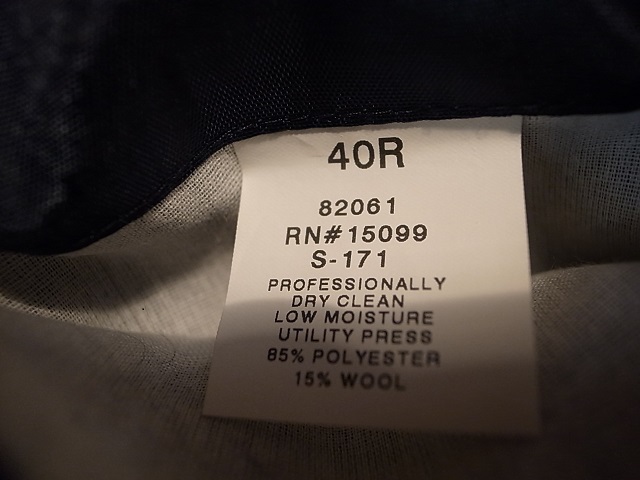 40R
82061
RN#15099
S-171
PROFESSIONALLY
DRY CLEAN
LOW MOISTURE
UTILITY PRESS
85% POLYESTER
15% WOOL